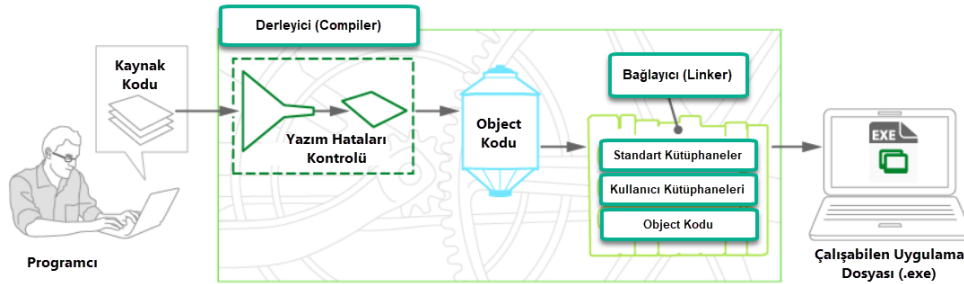 Derleyici (Compiler)
Kaynak
Kodu
Yazım Hataları
Kontrolü
Object
Kodu
Bağlayıcı (Linker)
Standart Kütüphaneler
Kullanıcı Kütüphaneleri
Object Kodu
EXE
Programcı
Çalışabilen Uygulama
Dosyası (.exe)